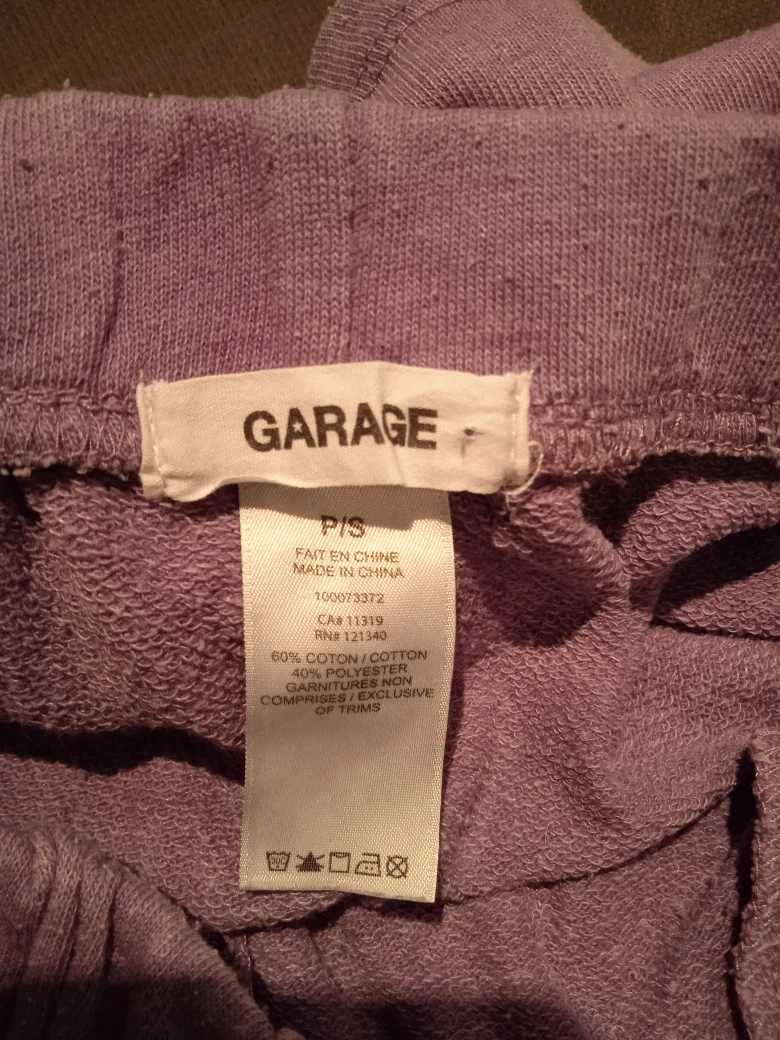 GARAGE
P/S
FAIT EN CHINE
MADE IN CHINA
100073372
CA# 11319
RN# 121340
60% COTON / COTTON
40% POLYESTER
GARNITURES NON
COMPRISES / EXCLUSIVE
OF TRIMS
30C